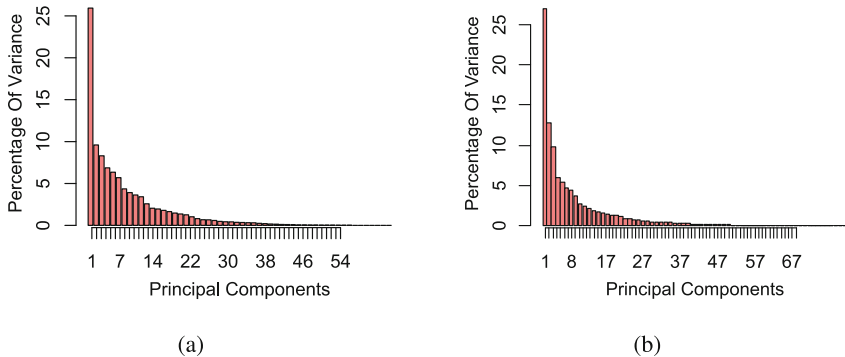 Percentage Of Variance
25
20
15
10
5
0
1 7 14 22 30 38 46 54
Principal Components
(a)
Percentage Of Variance
25
20
15
10
5
0
1 8 17 27 37 47 57 67
Principal Components
(b)